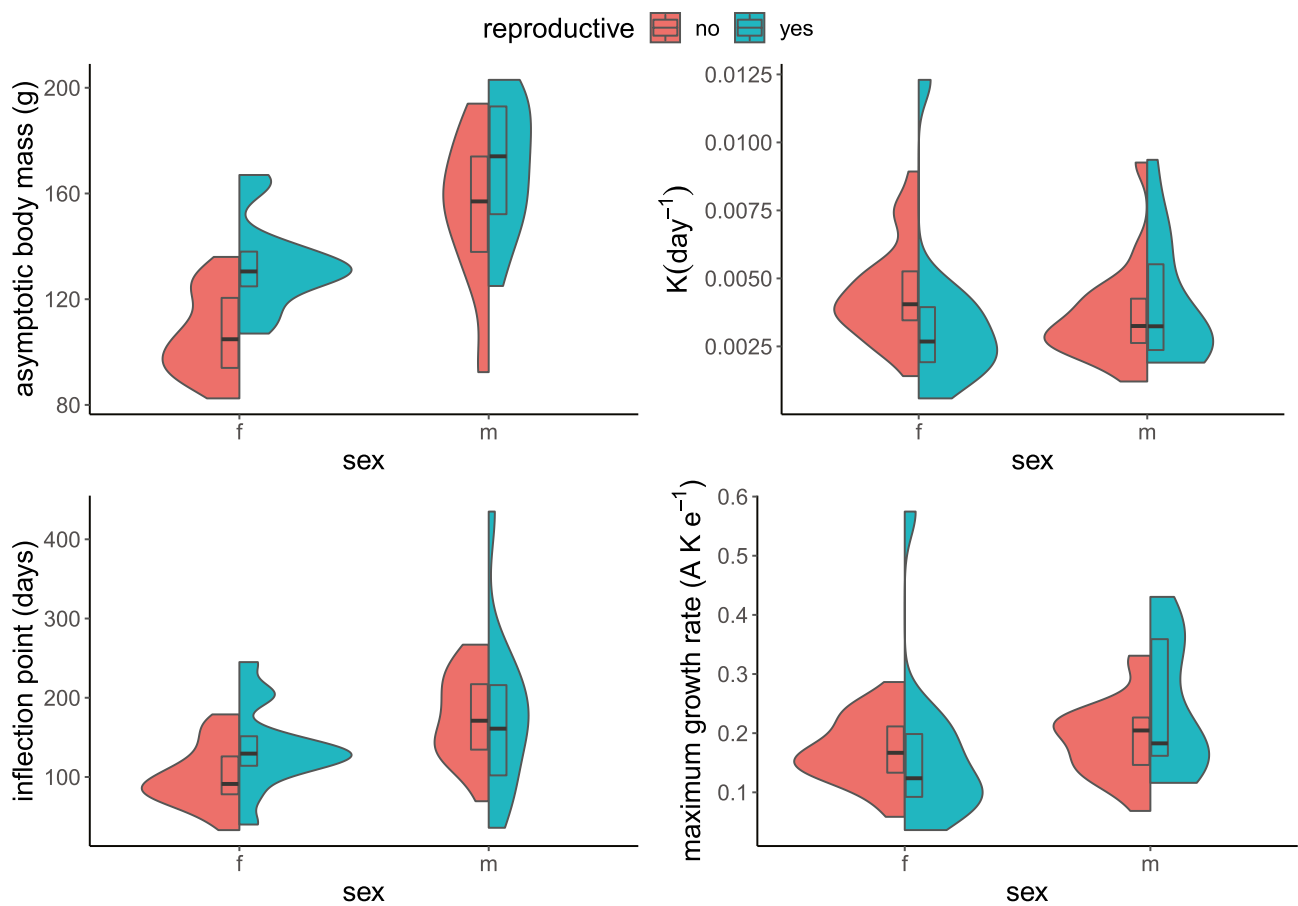 reproductive no yes
asymptotic body mass (g)
200
160
120
80
f m
sex
K(day⁻¹)
0.0125
0.0100
0.0075
0.0050
0.0025
f m
sex
inflection point (days)
400
300
200
100
f m
sex
maximum growth rate (A K e⁻¹)
0.6
0.5
0.4
0.3
0.2
0.1
f m
sex